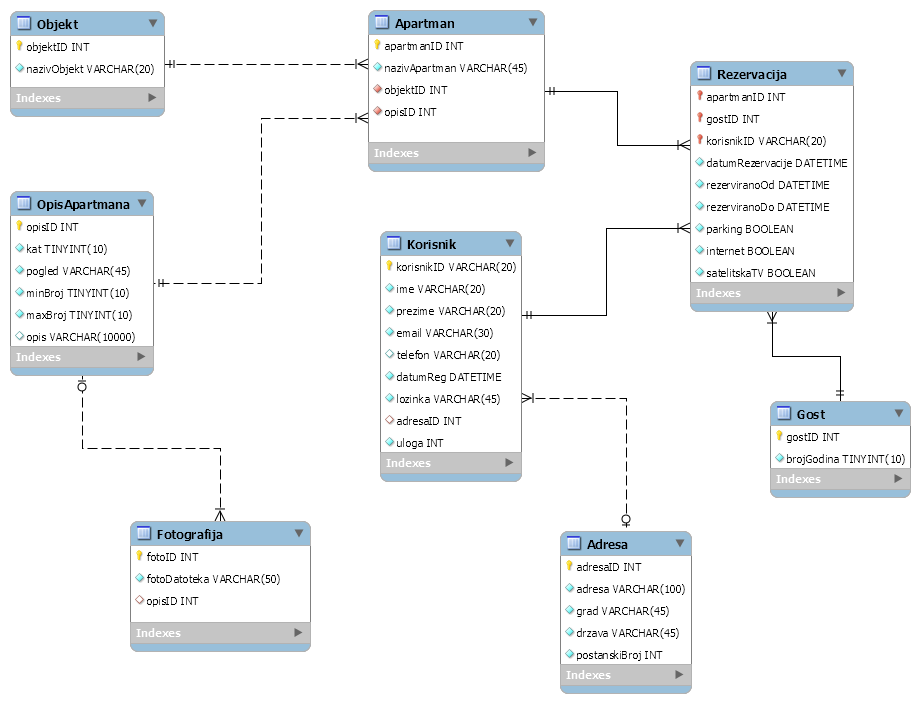 Objekt
objektID INT
nazivObjekt VARCHAR(20)
Indexes
Apartman
apartmanID INT
nazivApartman VARCHAR(45)
objektID INT
opisID INT
Indexes
Rezervacija
apartmanID INT
gostID INT
korisnikID VARCHAR(20)
datumRezervacije DATETIME
rezerviranoOd DATETIME
rezerviranoDo DATETIME
parking BOOLEAN
internet BOOLEAN
satelitskaTV BOOLEAN
Indexes
OpisApartmana
opisID INT
kat TINYINT(10)
pogled VARCHAR(45)
minBroj TINYINT(10)
maxBroj TINYINT(10)
opis VARCHAR(10000)
Indexes
Korisnik
korisnikID VARCHAR(20)
ime VARCHAR(20)
prezime VARCHAR(20)
email VARCHAR(30)
telefon VARCHAR(20)
datumReg DATETIME
lozinka VARCHAR(45)
adresaID INT
uloga INT
Indexes
Gost
gostID INT
brojGodina TINYINT(10)
Indexes
Fotografija
fotoID INT
fotoDatoteka VARCHAR(50)
opisID INT
Indexes
Adresa
adresaID INT
adresa VARCHAR(100)
grad VARCHAR(45)
drzava VARCHAR(45)
postanskiBroj INT
Indexes